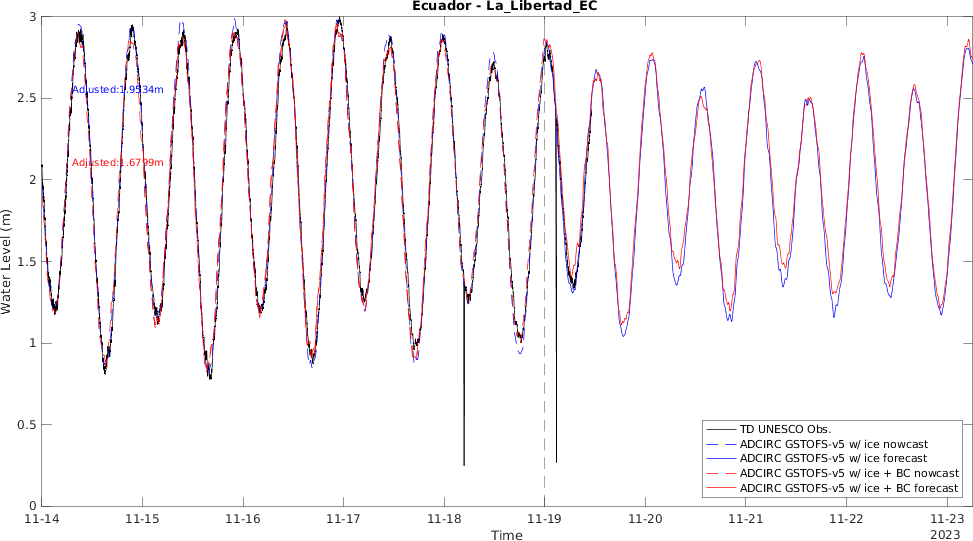 Ecuador - La_Libertad_EC
3
2.5
2
1.5
1
0.5
0
Water Level (m)
Adjusted:1.9534m
Adjusted:1.6799m
TD UNESCO Obs.
ADCIRC GSTOFS-v5 w/ ice nowcast
ADCIRC GSTOFS-v5 w/ ice forecast
ADCIRC GSTOFS-v5 w/ ice + BC nowcast
ADCIRC GSTOFS-v5 w/ ice + BC forecast
11-14 11-15 11-16 11-17 11-18 11-19 11-20 11-21 11-22 11-23
Time
2023